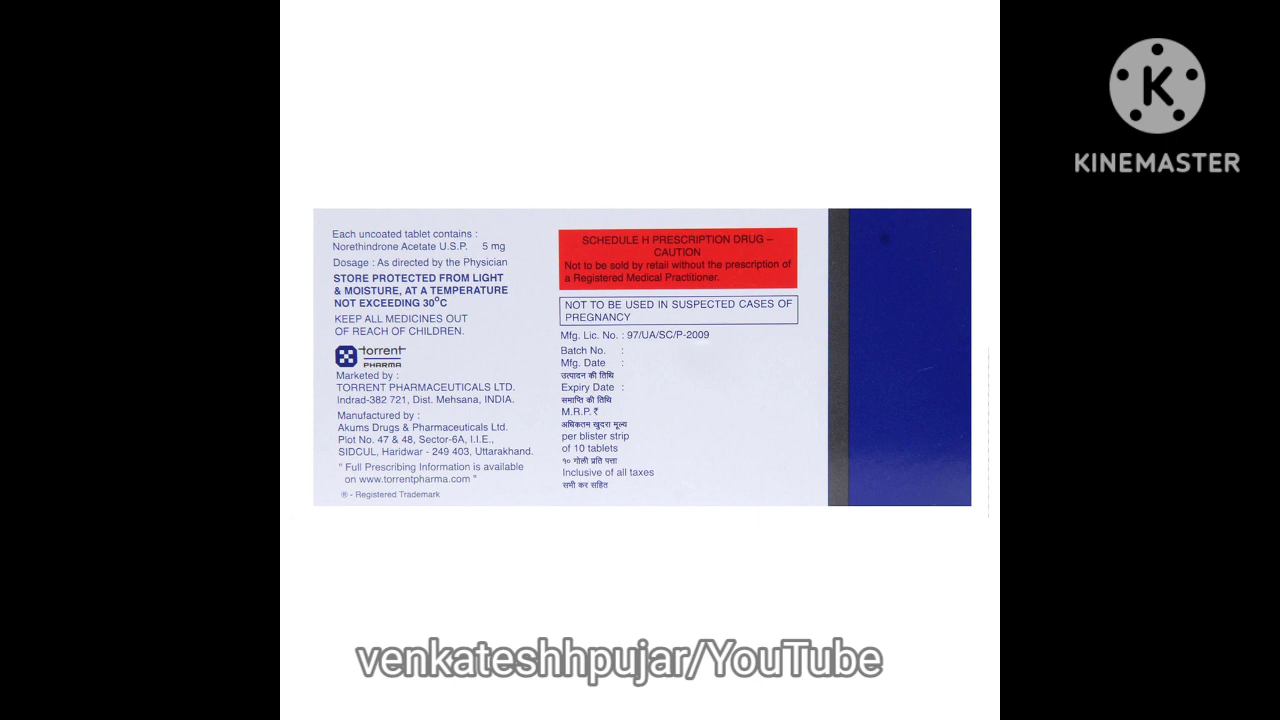 KINEMASTER
Each uncoated tablet contains :
Norethindrone Acetate U.S.P. 5 mg
Dosage : As directed by the Physician
STORE PROTECTED FROM LIGHT
& MOISTURE, AT A TEMPERATURE
NOT EXCEEDING 30°C
KEEP ALL MEDICINES OUT
OF REACH OF CHILDREN.
torrent
PHARMA
Marketed by :
TORRENT PHARMACEUTICALS LTD.
Indrad-382 721, Dist. Mehsana, INDIA.
Manufactured by :
Akums Drugs & Pharmaceuticals Ltd.
Plot No. 47 & 48, Sector-6A, I.I.E.,
SIDCUL, Haridwar - 249 403, Uttarakhand.
" Full Prescribing Information is available
on www.torrentpharma.com "
® - Registered Trademark
SCHEDULE H PRESCRIPTION DRUG –
CAUTION
Not to be sold by retail without the prescription of
a Registered Medical Practitioner.
NOT TO BE USED IN SUSPECTED CASES OF
PREGNANCY
Mfg. Lic. No. : 97/UA/SC/P-2009
Batch No. :
Mfg. Date :
उत्पादन की तिथि
Expiry Date :
समाप्ति की तिथि
M.R.P. ₹
अधिकतम खुदरा मूल्य
per blister strip
of 10 tablets
१० गोली प्रति पत्ता
Inclusive of all taxes
सभी कर सहित
venkateshhpujar/YouTube